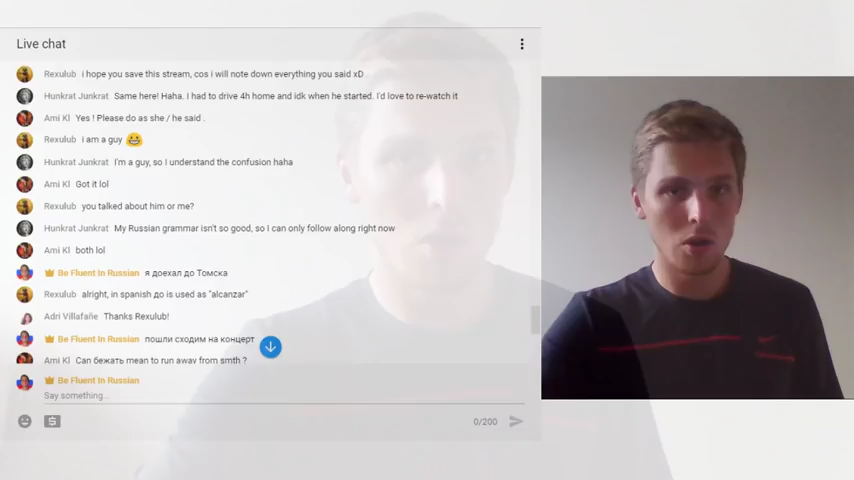 Live chat
Rexulub i hope you save this stream, cos i will note down everything you said xD
Hunkrat Junkrat Same here! Haha. I had to drive 4h home and idk when he started. I'd love to re-watch it
Ami Kl Yes ! Please do as she / he said .
Rexulub i am a guy 😀
Hunkrat Junkrat I'm a guy, so I understand the confusion haha
Ami Kl Got it lol
Rexulub you talked about him or me?
Hunkrat Junkrat My Russian grammar isn't so good, so I can only follow along right now
Ami Kl both lol
Be Fluent In Russian я доехал до Томска
Rexulub alright, in spanish до is used as "alcanzar"
Adri Villafañe Thanks Rexulub!
Be Fluent In Russian пошли сходим на концерт
Ami Kl Can бежать mean to run away from smth ?
Be Fluent In Russian
Say something...
0/200